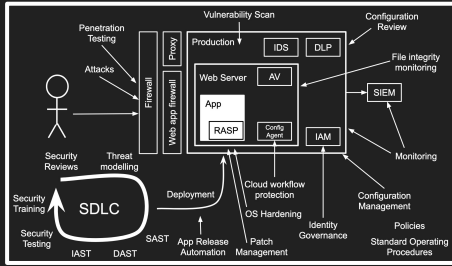 Vulnerability Scan
Configuration
Review
Penetration
Testing
Production
IDS
DLP
Proxy
Attacks
Firewall
Web app firewall
Web Server
AV
File integrity
monitoring
App
RASP
Config
Agent
SIEM
IAM
Monitoring
Security
Reviews
Threat
modelling
Cloud workflow
protection
Configuration
Management
Deployment
OS Hardening
Security
Training
SDLC
Security
Testing
SAST
IAST
DAST
App Release
Automation
Patch
Management
Identity
Governance
Policies
Standard Operating
Procedures